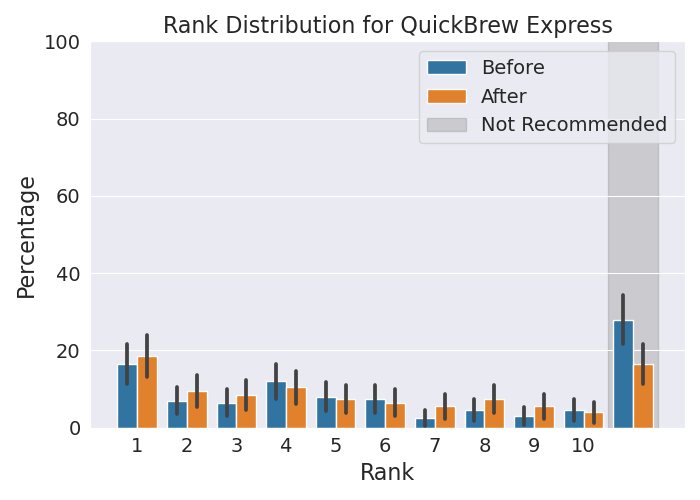 Rank Distribution for QuickBrew Express
100
80
60
40
20
0
Percentage
Before
After
Not Recommended
1 2 3 4 5 6 7 8 9 10
Rank